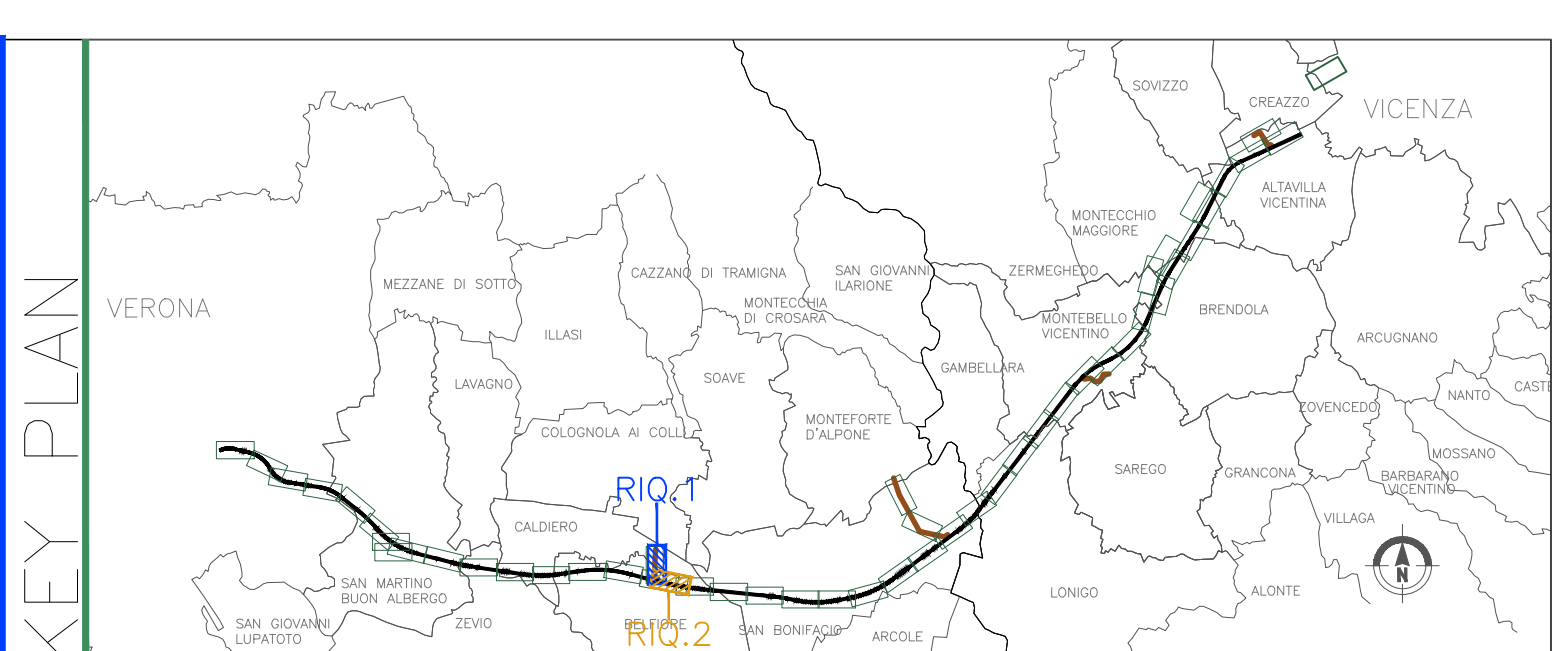 KEY PLAN
SOVIZZO
CREAZZO
VICENZA
ALTAVILLA
VICENTINA
MONTECCHIO
MAGGIORE
MEZZANE DI SOTTO
CAZZANO DI TRAMIGNA
SAN GIOVANNI
ILARIONE
ZERMEGHEDO
VERONA
MONTECCHIA
DI CROSARA
MONTEBELLO
VICENTINO
BRENDOLA
ILLASI
ARCUGNANO
LAVAGNO
SOAVE
GAMBELLARA
NANTO
CASTE
ZOVENCEDO
COLOGNOLA AI COLLI
MONTEFORTE
D'ALPONE
MOSSANO
SAREGO
GRANCONA
BARBARANO
VICENTINO
RIQ.1
CALDIERO
VILLAGA
N
SAN MARTINO
BUON ALBERGO
LONIGO
ALONTE
SAN GIOVANNI
LUPATOTO
ZEVIO
BELFIORE
RIQ.2
SAN BONIFACIO
ARCOLE